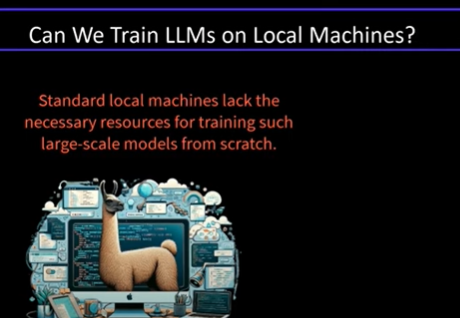 Can We Train LLMs on Local Machines?
Standard local machines lack the
necessary resources for training such
large-scale models from scratch.